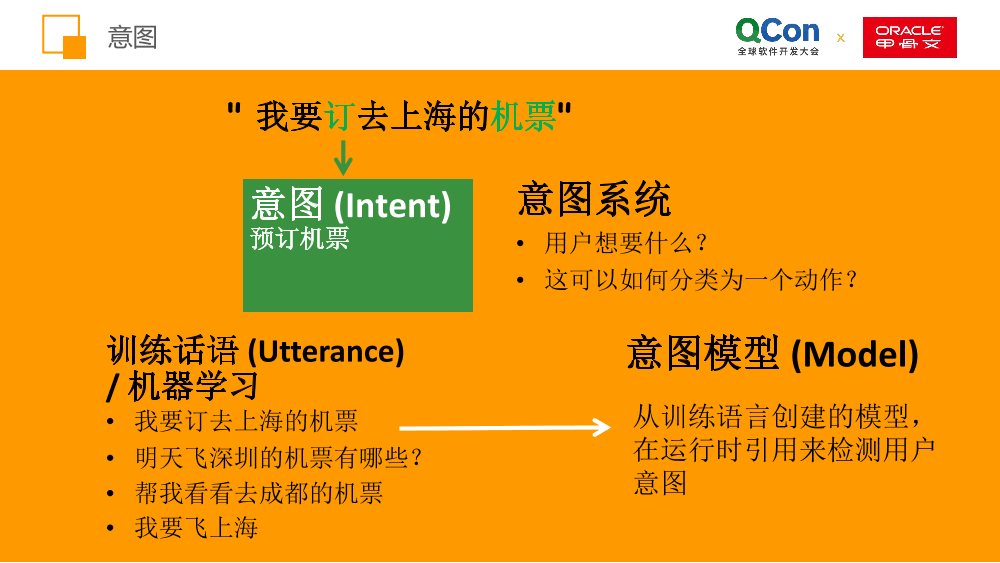 意图
QCon
全球软件开发大会
x
ORACLE
甲骨文
" 我要订去上海的机票"
意图 (Intent)
预订机票
意图系统
• 用户想要什么?
• 这可以如何分类为一个动作?
训练话语 (Utterance)
/ 机器学习
• 我要订去上海的机票
• 明天飞深圳的机票有哪些?
• 帮我看看去成都的机票
• 我要飞上海
意图模型 (Model)
从训练语言创建的模型,
在运行时引用来检测用户
意图